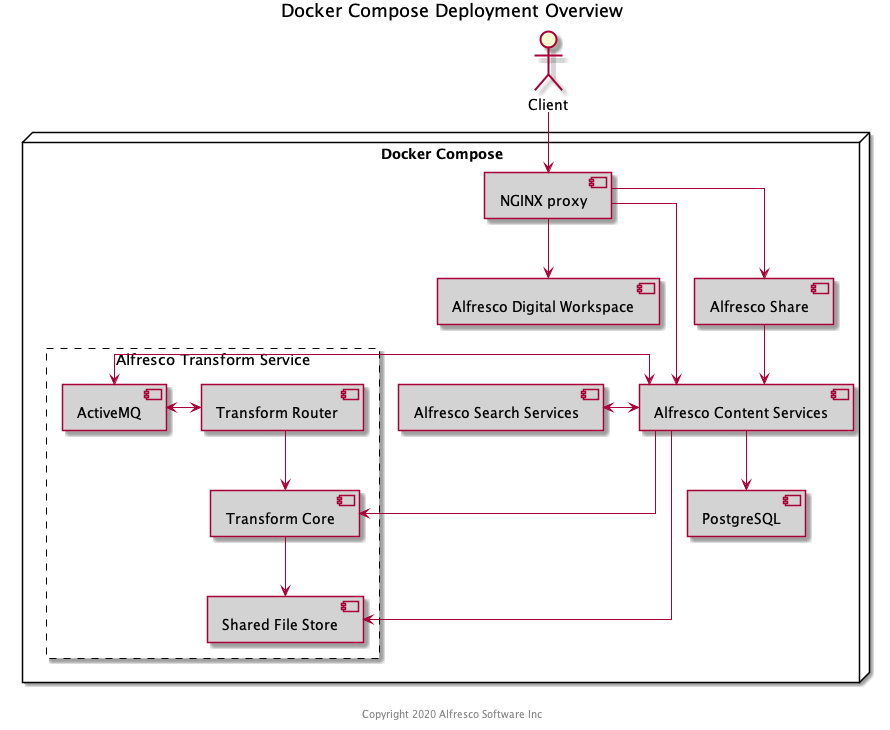 Docker Compose Deployment Overview
Client
Docker Compose
NGINX proxy
Alfresco Digital Workspace
Alfresco Share
Alfresco Transform Service
ActiveMQ
Transform Router
Alfresco Search Services
Alfresco Content Services
Transform Core
PostgreSQL
Shared File Store
Copyright 2020 Alfresco Software Inc